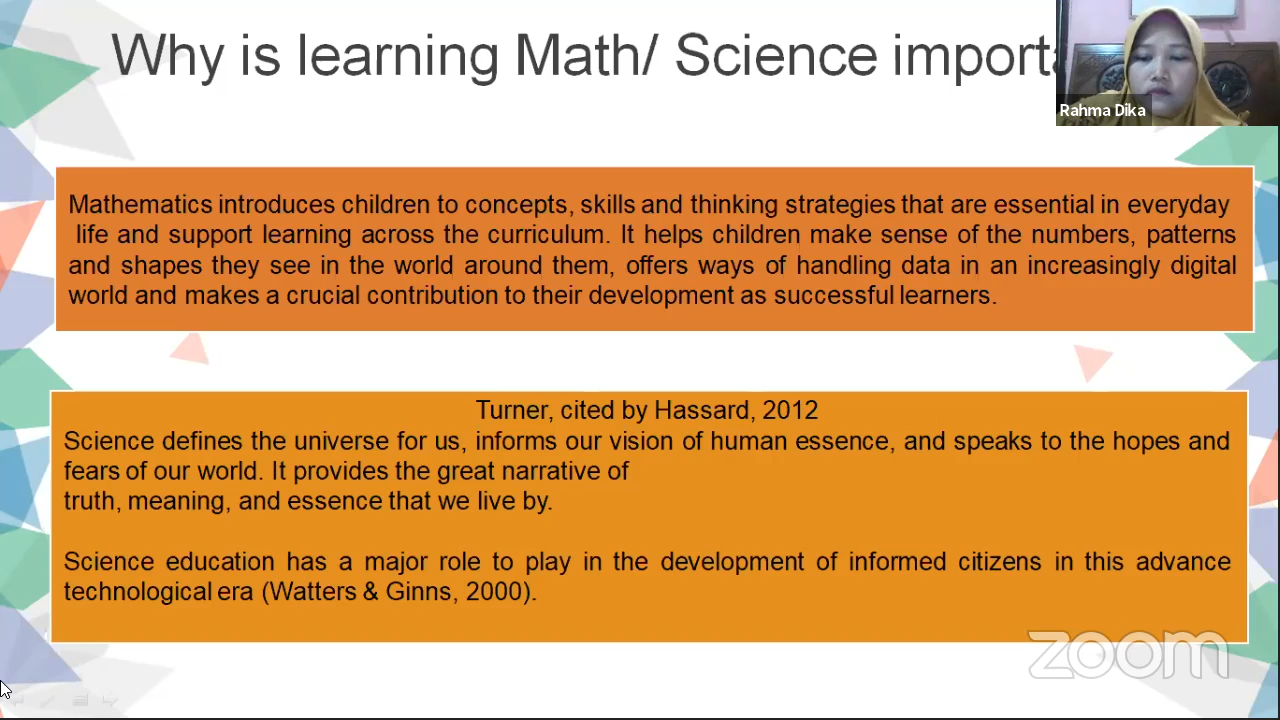 Why is learning Math/ Science importa
Rahma Dika
Mathematics introduces children to concepts, skills and thinking strategies that are essential in everyday
life and support learning across the curriculum. It helps children make sense of the numbers, patterns
and shapes they see in the world around them, offers ways of handling data in an increasingly digital
world and makes a crucial contribution to their development as successful learners.
Turner, cited by Hassard, 2012
Science defines the universe for us, informs our vision of human essence, and speaks to the hopes and
fears of our world. It provides the great narrative of
truth, meaning, and essence that we live by.
Science education has a major role to play in the development of informed citizens in this advance
technological era (Watters & Ginns, 2000).
zoom